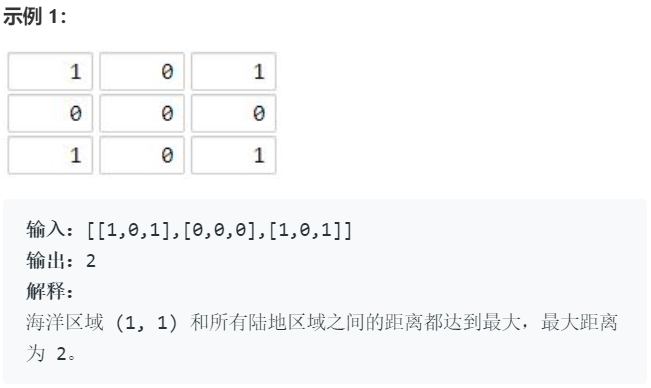 示例 1：
1 0 1
0 0 0
1 0 1
输入：[[1,0,1],[0,0,0],[1,0,1]]
输出：2
解释：
海洋区域 (1, 1) 和所有陆地区域之间的距离都达到最大，最大距离
为 2。